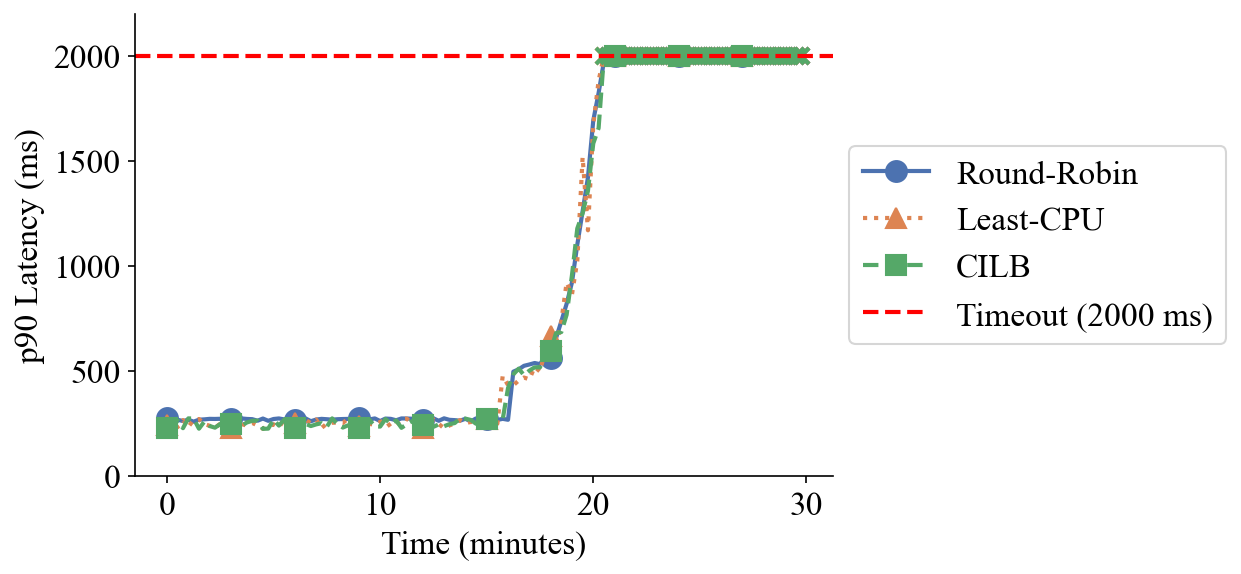 2000
1500
1000
500
0
p90 Latency (ms)
0 10 20 30
Time (minutes)
Round-Robin
Least-CPU
CILB
Timeout (2000 ms)